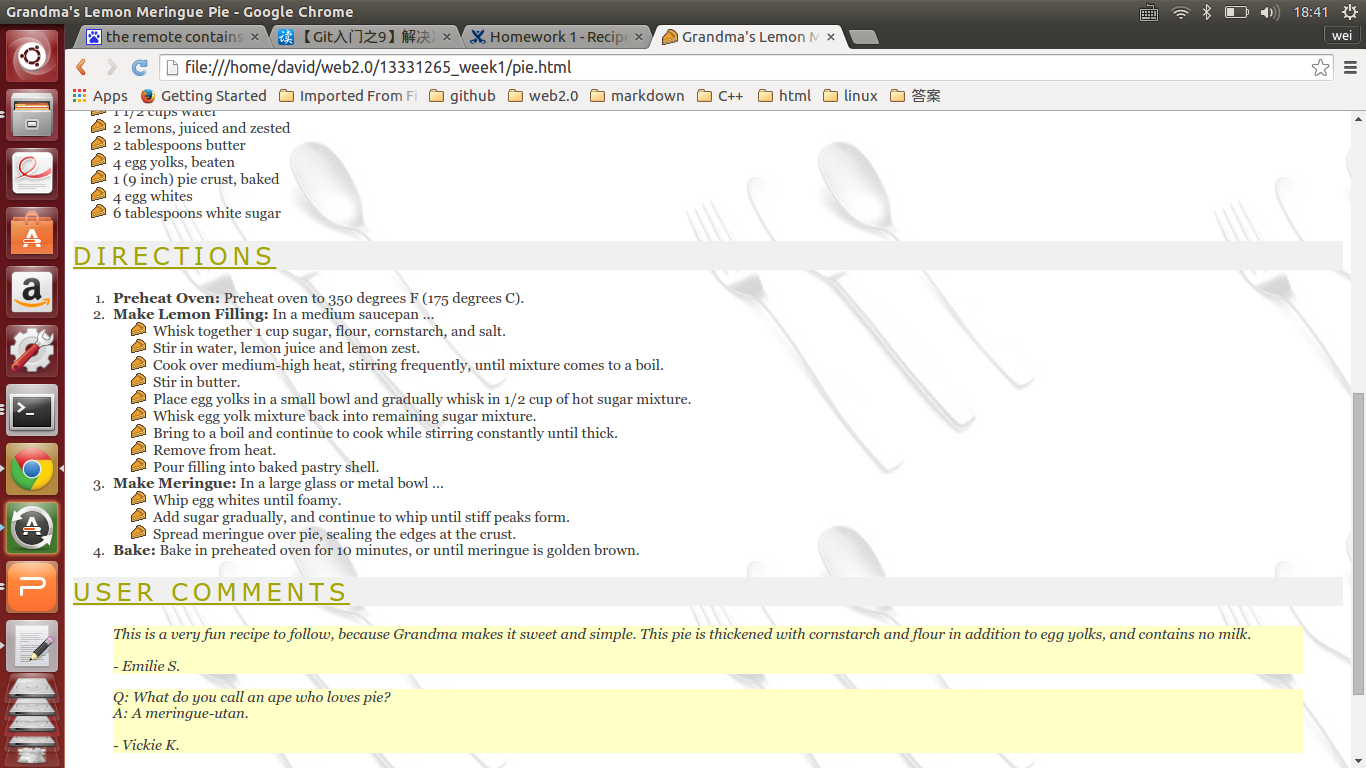 Grandma's Lemon Meringue Pie - Google Chrome
18:41
the remote contains
【Git入门之9】解决
Homework 1 - Recipe
Grandma's Lemon M
wei
file:///home/david/web2.0/13331265_week1/pie.html
Apps Getting Started Imported From Fi github web2.0 markdown C++ html linux 答案
1 1/2 cups water
2 lemons, juiced and zested
2 tablespoons butter
4 egg yolks, beaten
1 (9 inch) pie crust, baked
4 egg whites
6 tablespoons white sugar
DIRECTIONS
1. Preheat Oven: Preheat oven to 350 degrees F (175 degrees C).
2. Make Lemon Filling: In a medium saucepan ...
Whisk together 1 cup sugar, flour, cornstarch, and salt.
Stir in water, lemon juice and lemon zest.
Cook over medium-high heat, stirring frequently, until mixture comes to a boil.
Stir in butter.
Place egg yolks in a small bowl and gradually whisk in 1/2 cup of hot sugar mixture.
Whisk egg yolk mixture back into remaining sugar mixture.
Bring to a boil and continue to cook while stirring constantly until thick.
Remove from heat.
Pour filling into baked pastry shell.
3. Make Meringue: In a large glass or metal bowl ...
Whip egg whites until foamy.
Add sugar gradually, and continue to whip until stiff peaks form.
Spread meringue over pie, sealing the edges at the crust.
4. Bake: Bake in preheated oven for 10 minutes, or until meringue is golden brown.
USER COMMENTS
This is a very fun recipe to follow, because Grandma makes it sweet and simple. This pie is thickened with cornstarch and flour in addition to egg yolks, and contains no milk.
- Emilie S.
Q: What do you call an ape who loves pie?
A: A meringue-utan.
- Vickie K.